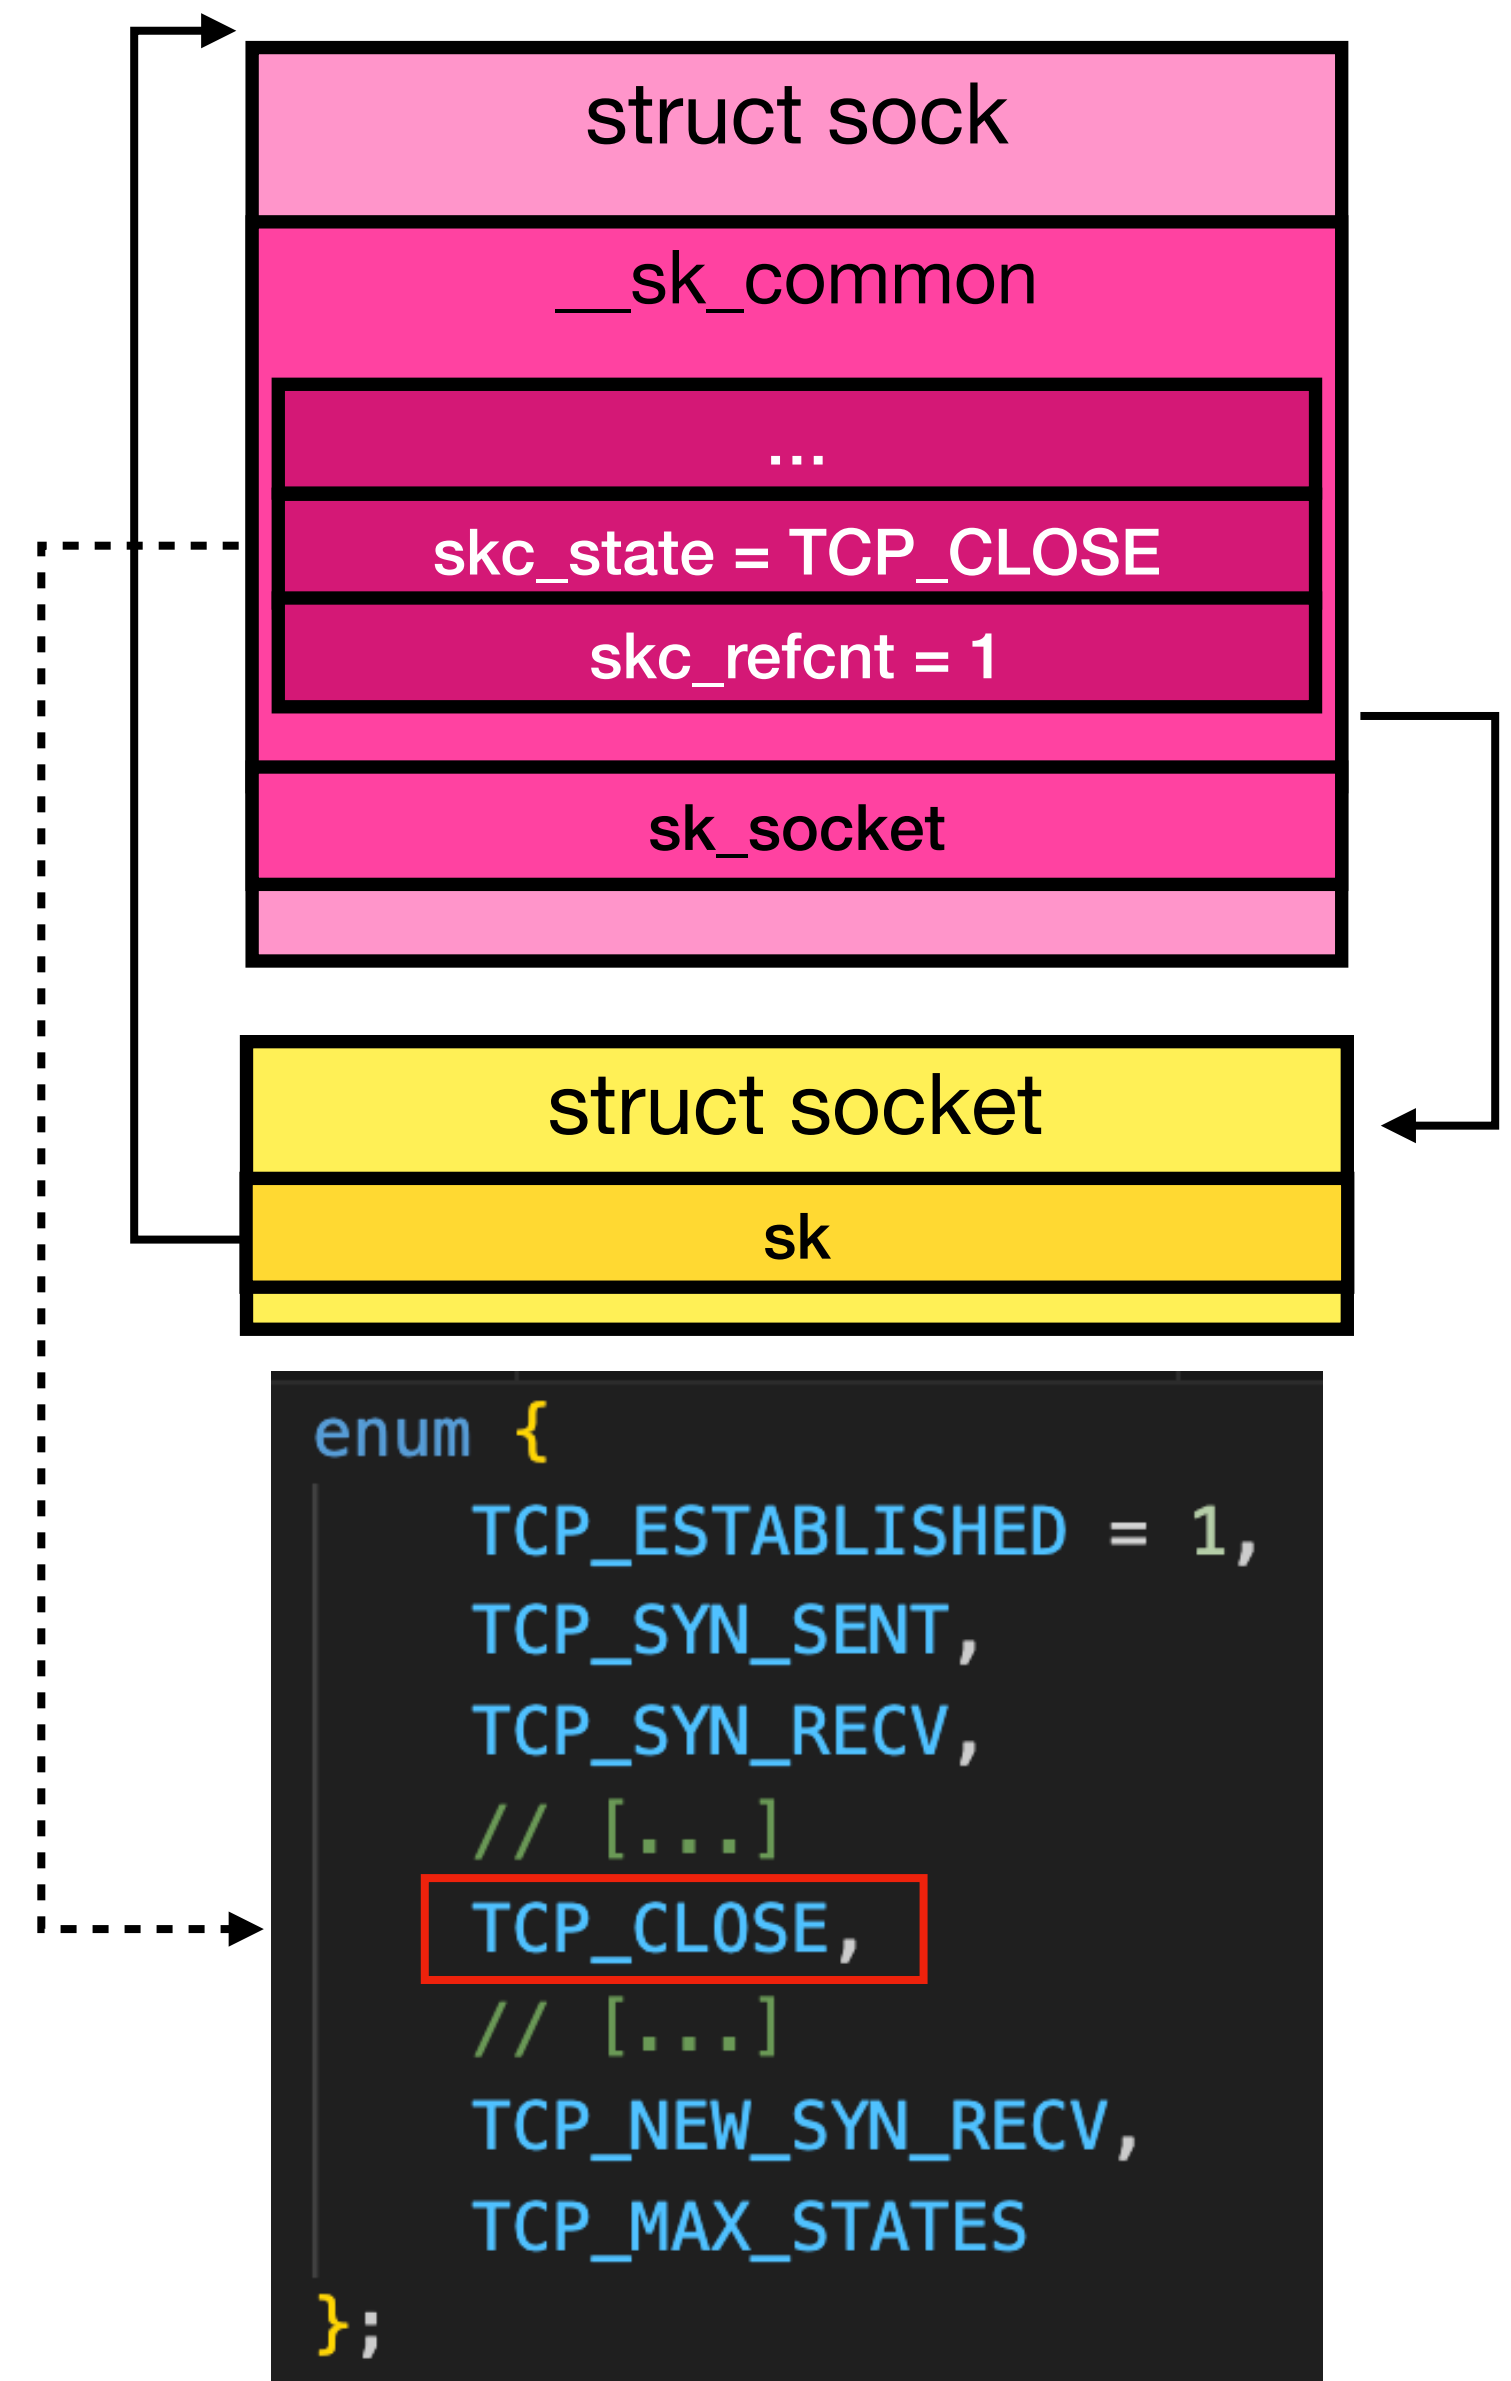 struct sock
__sk_common
...
skc_state = TCP_CLOSE
skc_refcnt = 1
sk_socket
struct socket
sk
enum {
TCP_ESTABLISHED = 1,
TCP_SYN_SENT,
TCP_SYN_RECV,
// [...]
TCP_CLOSE,
// [...]
TCP_NEW_SYN_RECV,
TCP_MAX_STATES
};